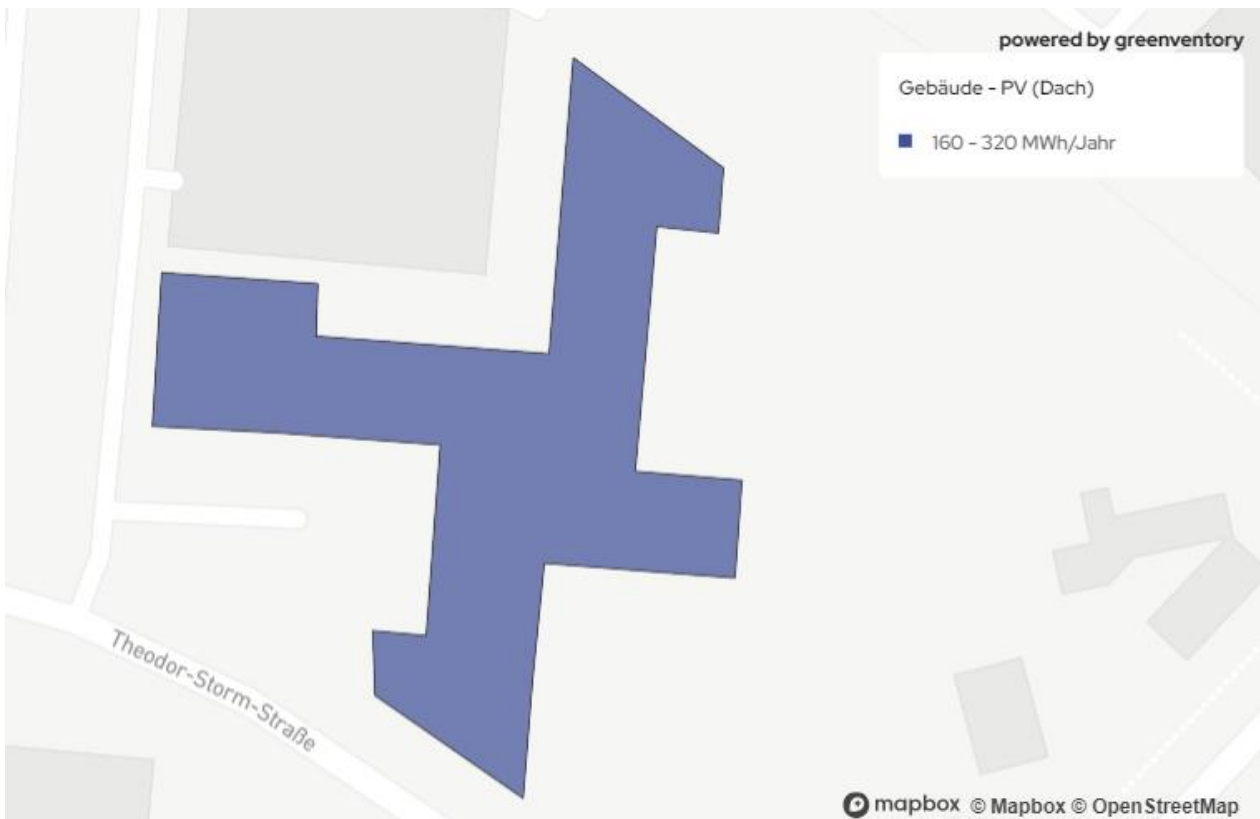 powered by greenventory
Gebäude - PV (Dach)
160 - 320 MWh/Jahr
Theodor-Storm-Straße
mapbox © Mapbox © OpenStreetMap